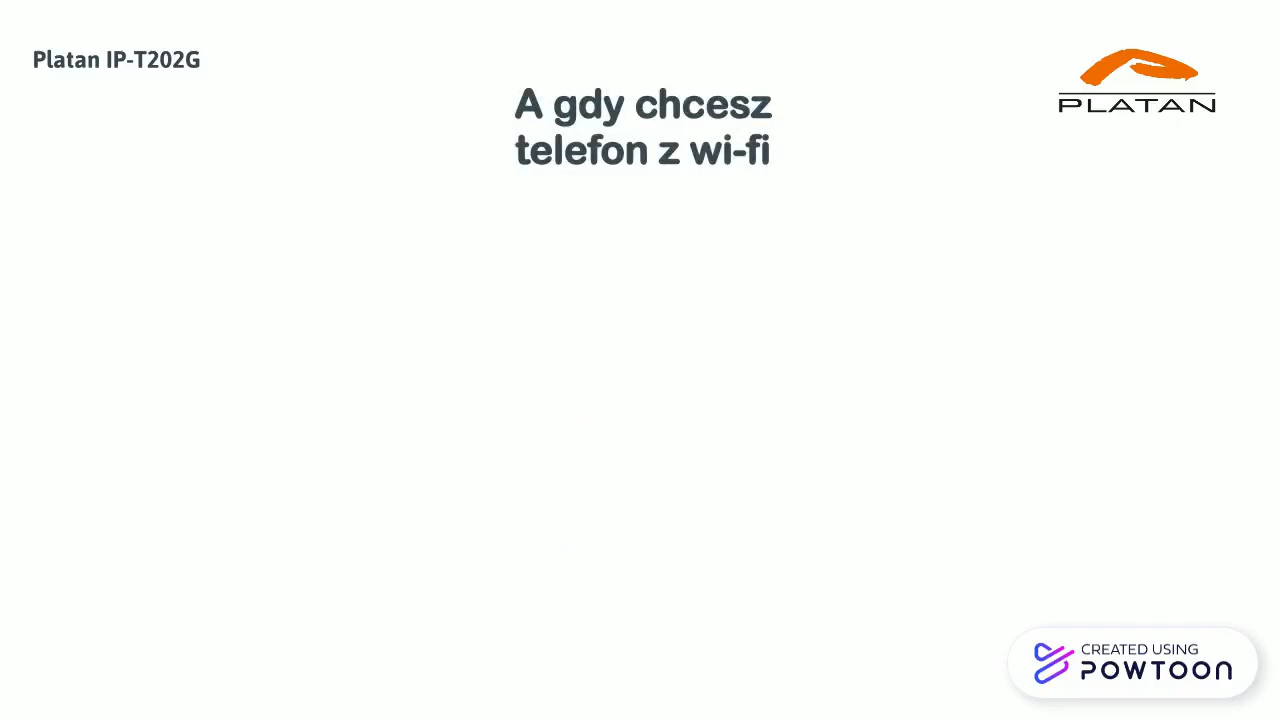 Platan IP-T202G
PLATAN
A gdy chcesz
telefon z wi-fi
CREATED USING
POWTOON